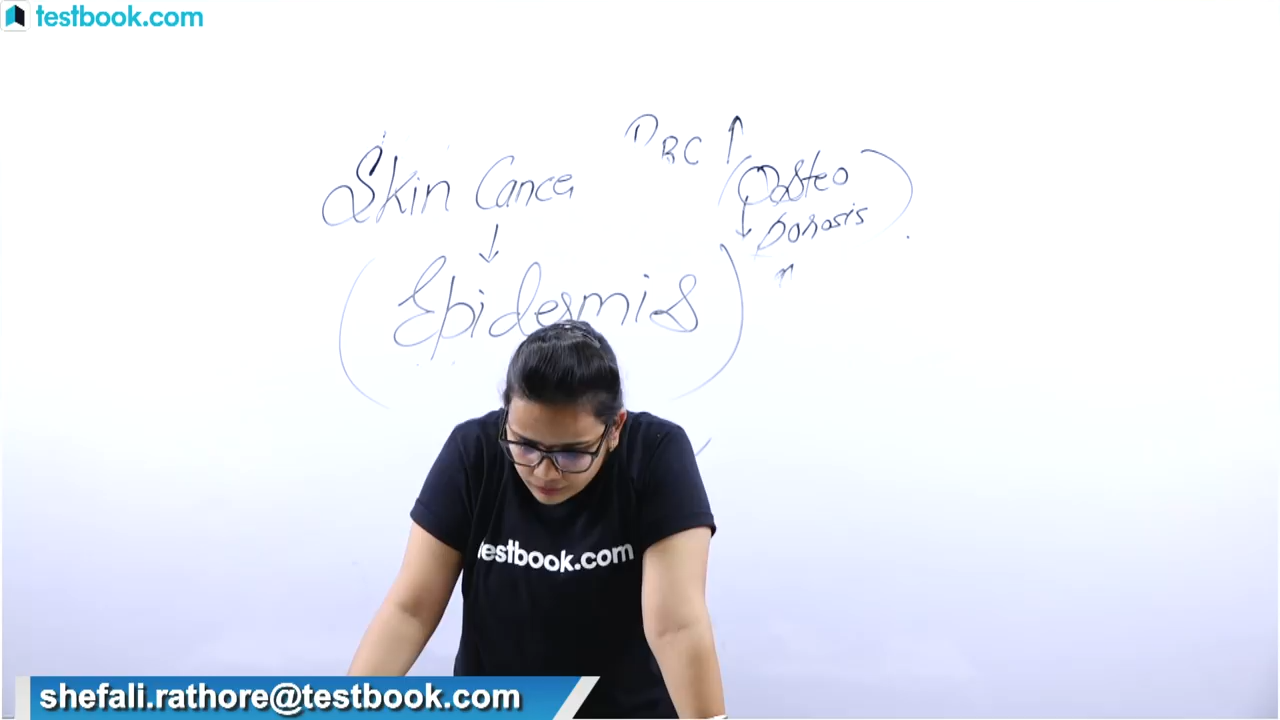 testbook.com
Skin Cancer
RBC ↑
(Osteo
porosis)
↓
(Epidermis)
testbook.com
shefali.rathore@testbook.com